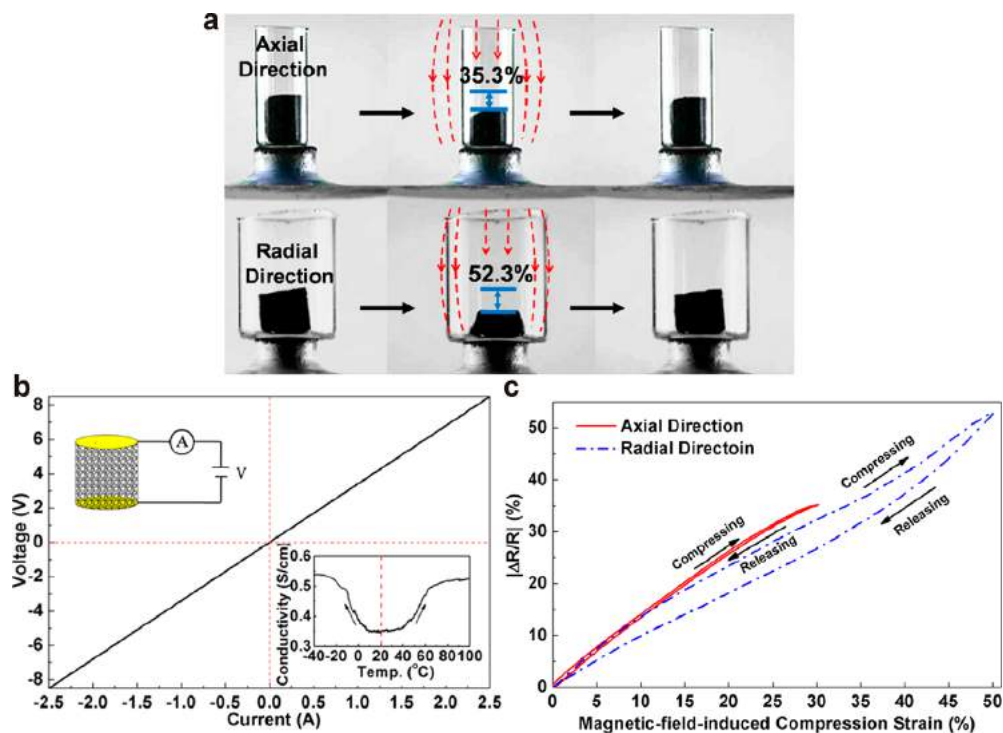 a
Axial
Direction
35.3%
Radial
Direction
52.3%
b
8
6
4
2
0
-2
-4
-6
-8
Voltage (V)
-2.5
-2.0
-1.5
-1.0
-0.5
0.0
0.5
1.0
1.5
2.0
2.5
Current (A)
A
V
Conductivity (S/cm)
0.6
0.5
0.4
0.3
-40 -20 0 20 40 60 80 100
Temp. (°C)
c
Axial Direction
Radial Directoin
Compressing
Releasing
Compressing
Releasing
|ΔR/R| (%)
50
40
30
20
10
0
0 5 10 15 20 25 30 35 40 45 50
Magnetic-field-induced Compression Strain (%)